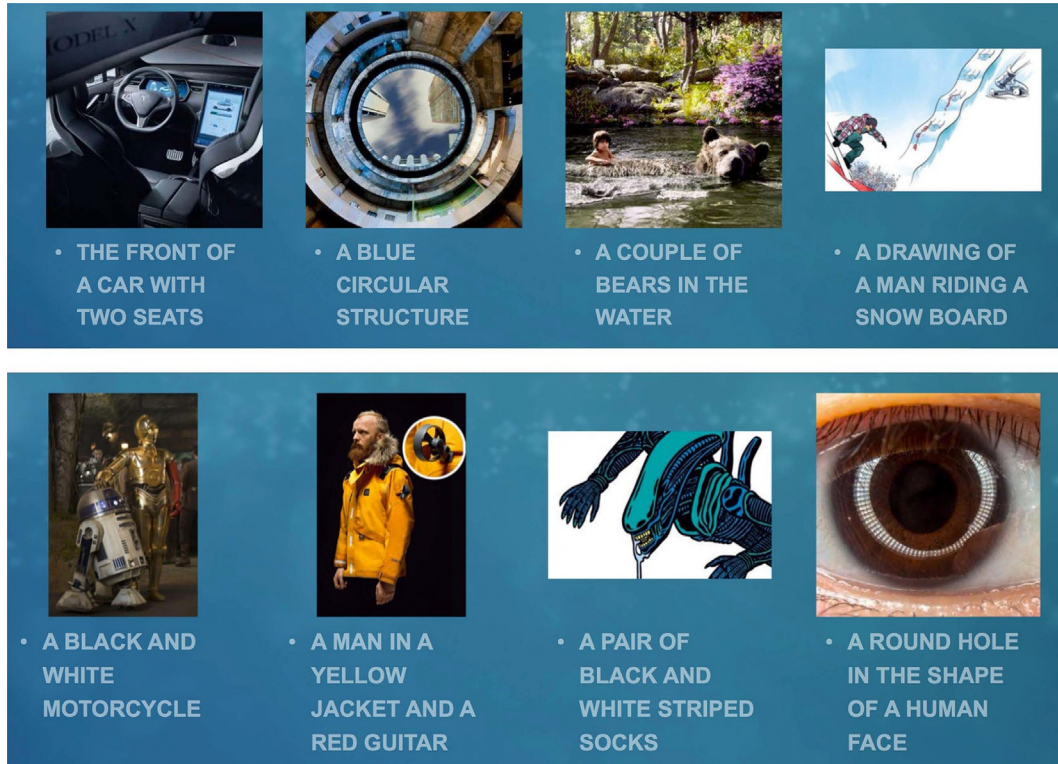 MODEL X
• THE FRONT OF
A CAR WITH
TWO SEATS
• A BLUE
CIRCULAR
STRUCTURE
• A COUPLE OF
BEARS IN THE
WATER
• A DRAWING OF
A MAN RIDING A
SNOW BOARD
• A BLACK AND
WHITE
MOTORCYCLE
• A MAN IN A
YELLOW
JACKET AND A
RED GUITAR
• A PAIR OF
BLACK AND
WHITE STRIPED
SOCKS
• A ROUND HOLE
IN THE SHAPE
OF A HUMAN
FACE